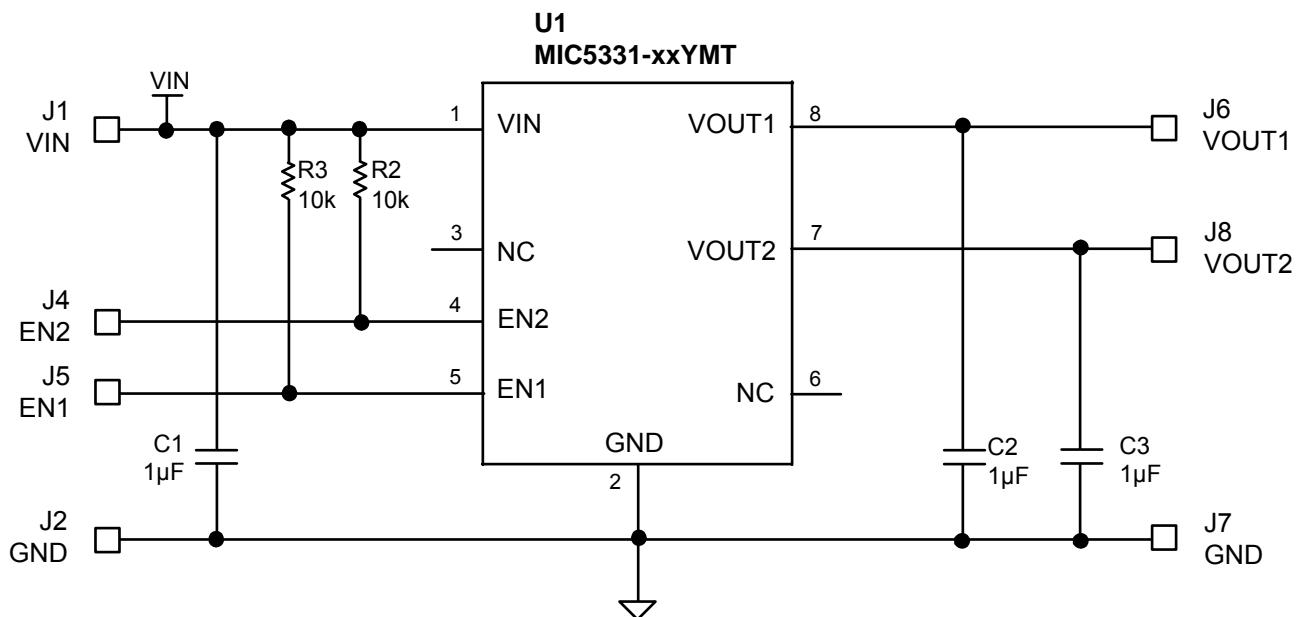 U1
MIC5331-xxYMT
VIN
J1
VIN
1
VIN
VOUT1
8
J6
VOUT1
R3
10k
R2
10k
3
NC
VOUT2
7
J8
VOUT2
J4
EN2
4
EN2
J5
EN1
5
EN1
NC
6
C1
1µF
GND
2
C2
1µF
C3
1µF
J2
GND
J7
GND